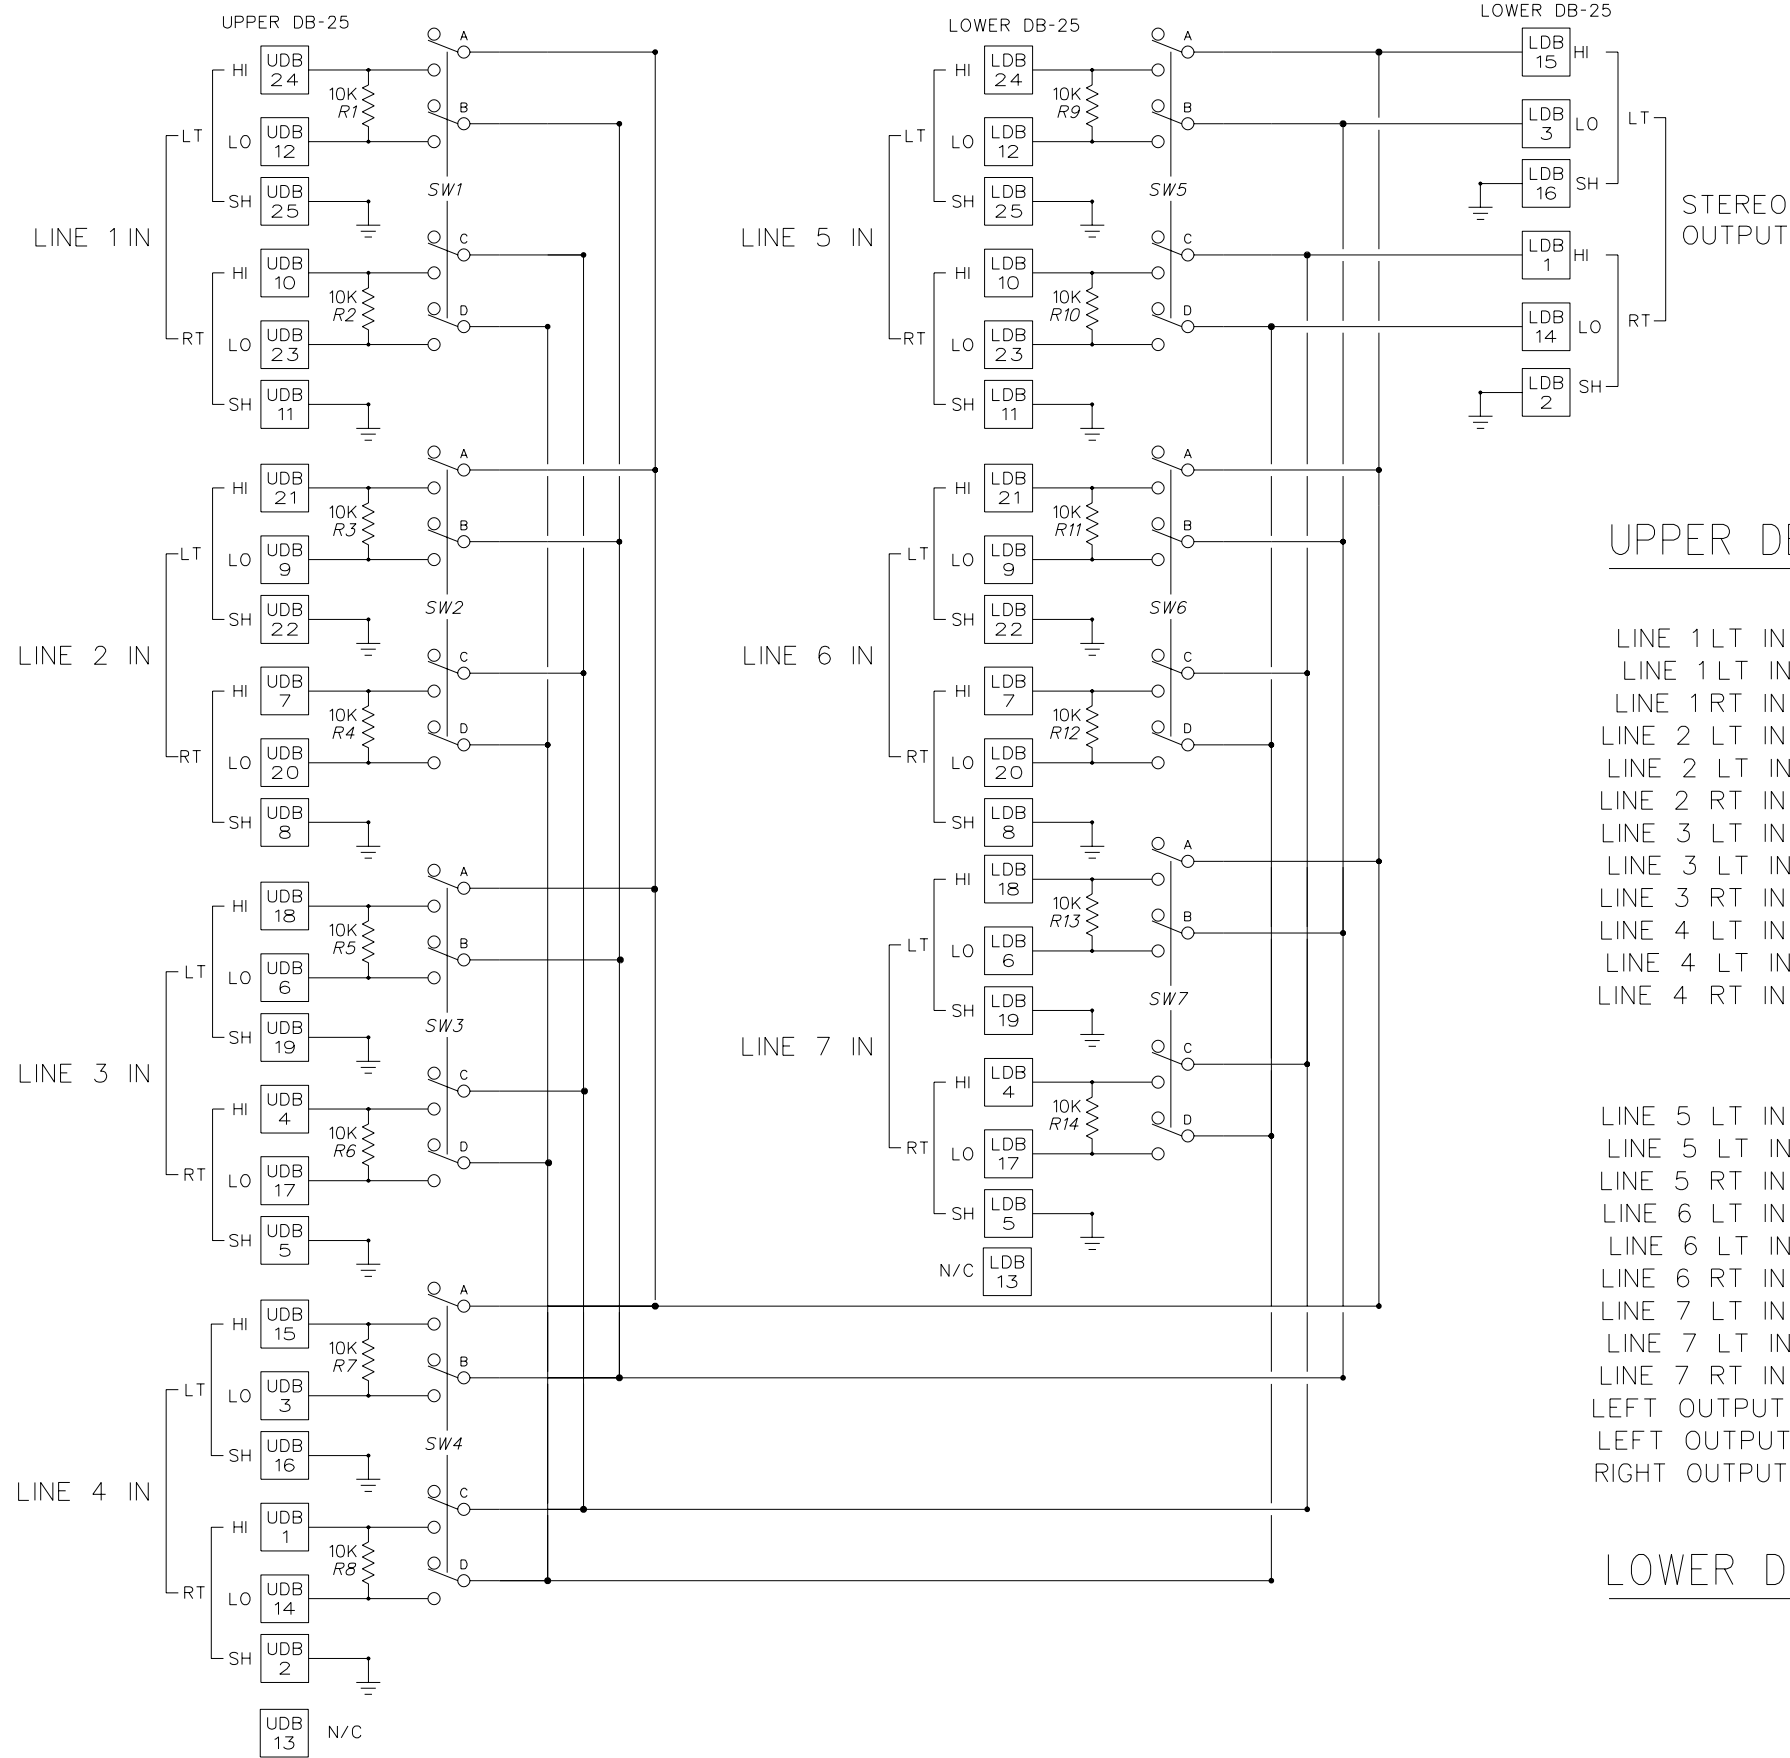 UPPER DB-25
LINE 1 IN
LT
HI UDB 24
10K
R1
LO UDB 12
SH UDB 25
RT
HI UDB 10
10K
R2
LO UDB 23
SH UDB 11
A
B
SW1
C
D
LINE 2 IN
LT
HI UDB 21
10K
R3
LO UDB 9
SH UDB 22
RT
HI UDB 7
10K
R4
LO UDB 20
SH UDB 8
A
B
SW2
C
D
LINE 3 IN
LT
HI UDB 18
10K
R5
LO UDB 6
SH UDB 19
RT
HI UDB 4
10K
R6
LO UDB 17
SH UDB 5
A
B
SW3
C
D
LINE 4 IN
LT
HI UDB 15
10K
R7
LO UDB 3
SH UDB 16
RT
HI UDB 1
10K
R8
LO UDB 14
SH UDB 2
A
B
SW4
C
D
UDB 13 N/C
LOWER DB-25
LINE 5 IN
LT
HI LDB 24
10K
R9
LO LDB 12
SH LDB 25
RT
HI LDB 10
10K
R10
LO LDB 23
SH LDB 11
A
B
SW5
C
D
LINE 6 IN
LT
HI LDB 21
10K
R11
LO LDB 9
SH LDB 22
RT
HI LDB 7
10K
R12
LO LDB 20
SH LDB 8
A
B
SW6
C
D
LINE 7 IN
LT
HI LDB 18
10K
R13
LO LDB 6
SH LDB 19
RT
HI LDB 4
10K
R14
LO LDB 17
SH LDB 5
A
B
SW7
C
D
N/C LDB 13
LOWER DB-25
LDB 15 HI
LDB 3 LO
LDB 16 SH
LT
LDB 1 HI
LDB 14 LO
LDB 2 SH
RT
STEREO
OUTPUT
UPPER
LINE 1 LT IN
LINE 1 LT IN
LINE 1 RT IN
LINE 2 LT IN
LINE 2 LT IN
LINE 2 RT IN
LINE 3 LT IN
LINE 3 LT IN
LINE 3 RT IN
LINE 4 LT IN
LINE 4 LT IN
LINE 4 RT IN
LINE 5 LT IN
LINE 5 LT IN
LINE 5 RT IN
LINE 6 LT IN
LINE 6 LT IN
LINE 6 RT IN
LINE 7 LT IN
LINE 7 LT IN
LINE 7 RT IN
LEFT OUTPUT
LEFT OUTPUT
RIGHT OUTPUT
LOWER D